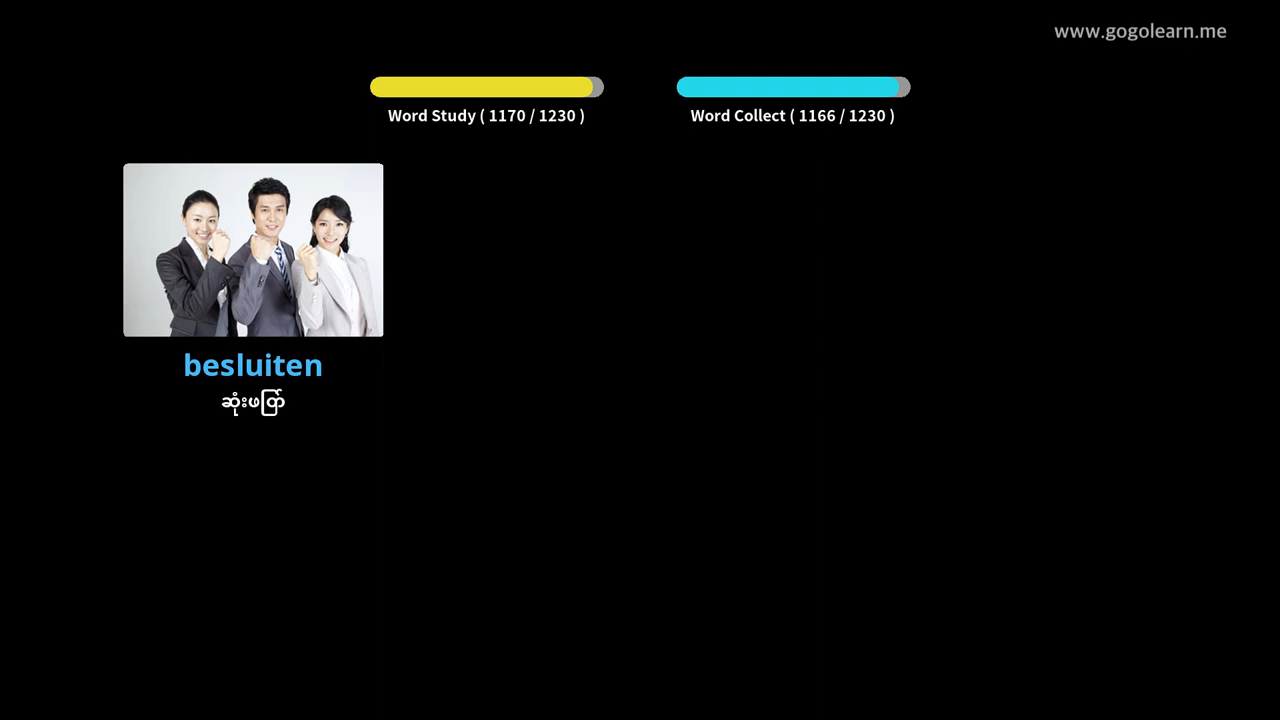 www.gogolearn.me
Word Study ( 1170 / 1230 )
Word Collect ( 1166 / 1230 )
besluiten
ဆုံးဖြတ်